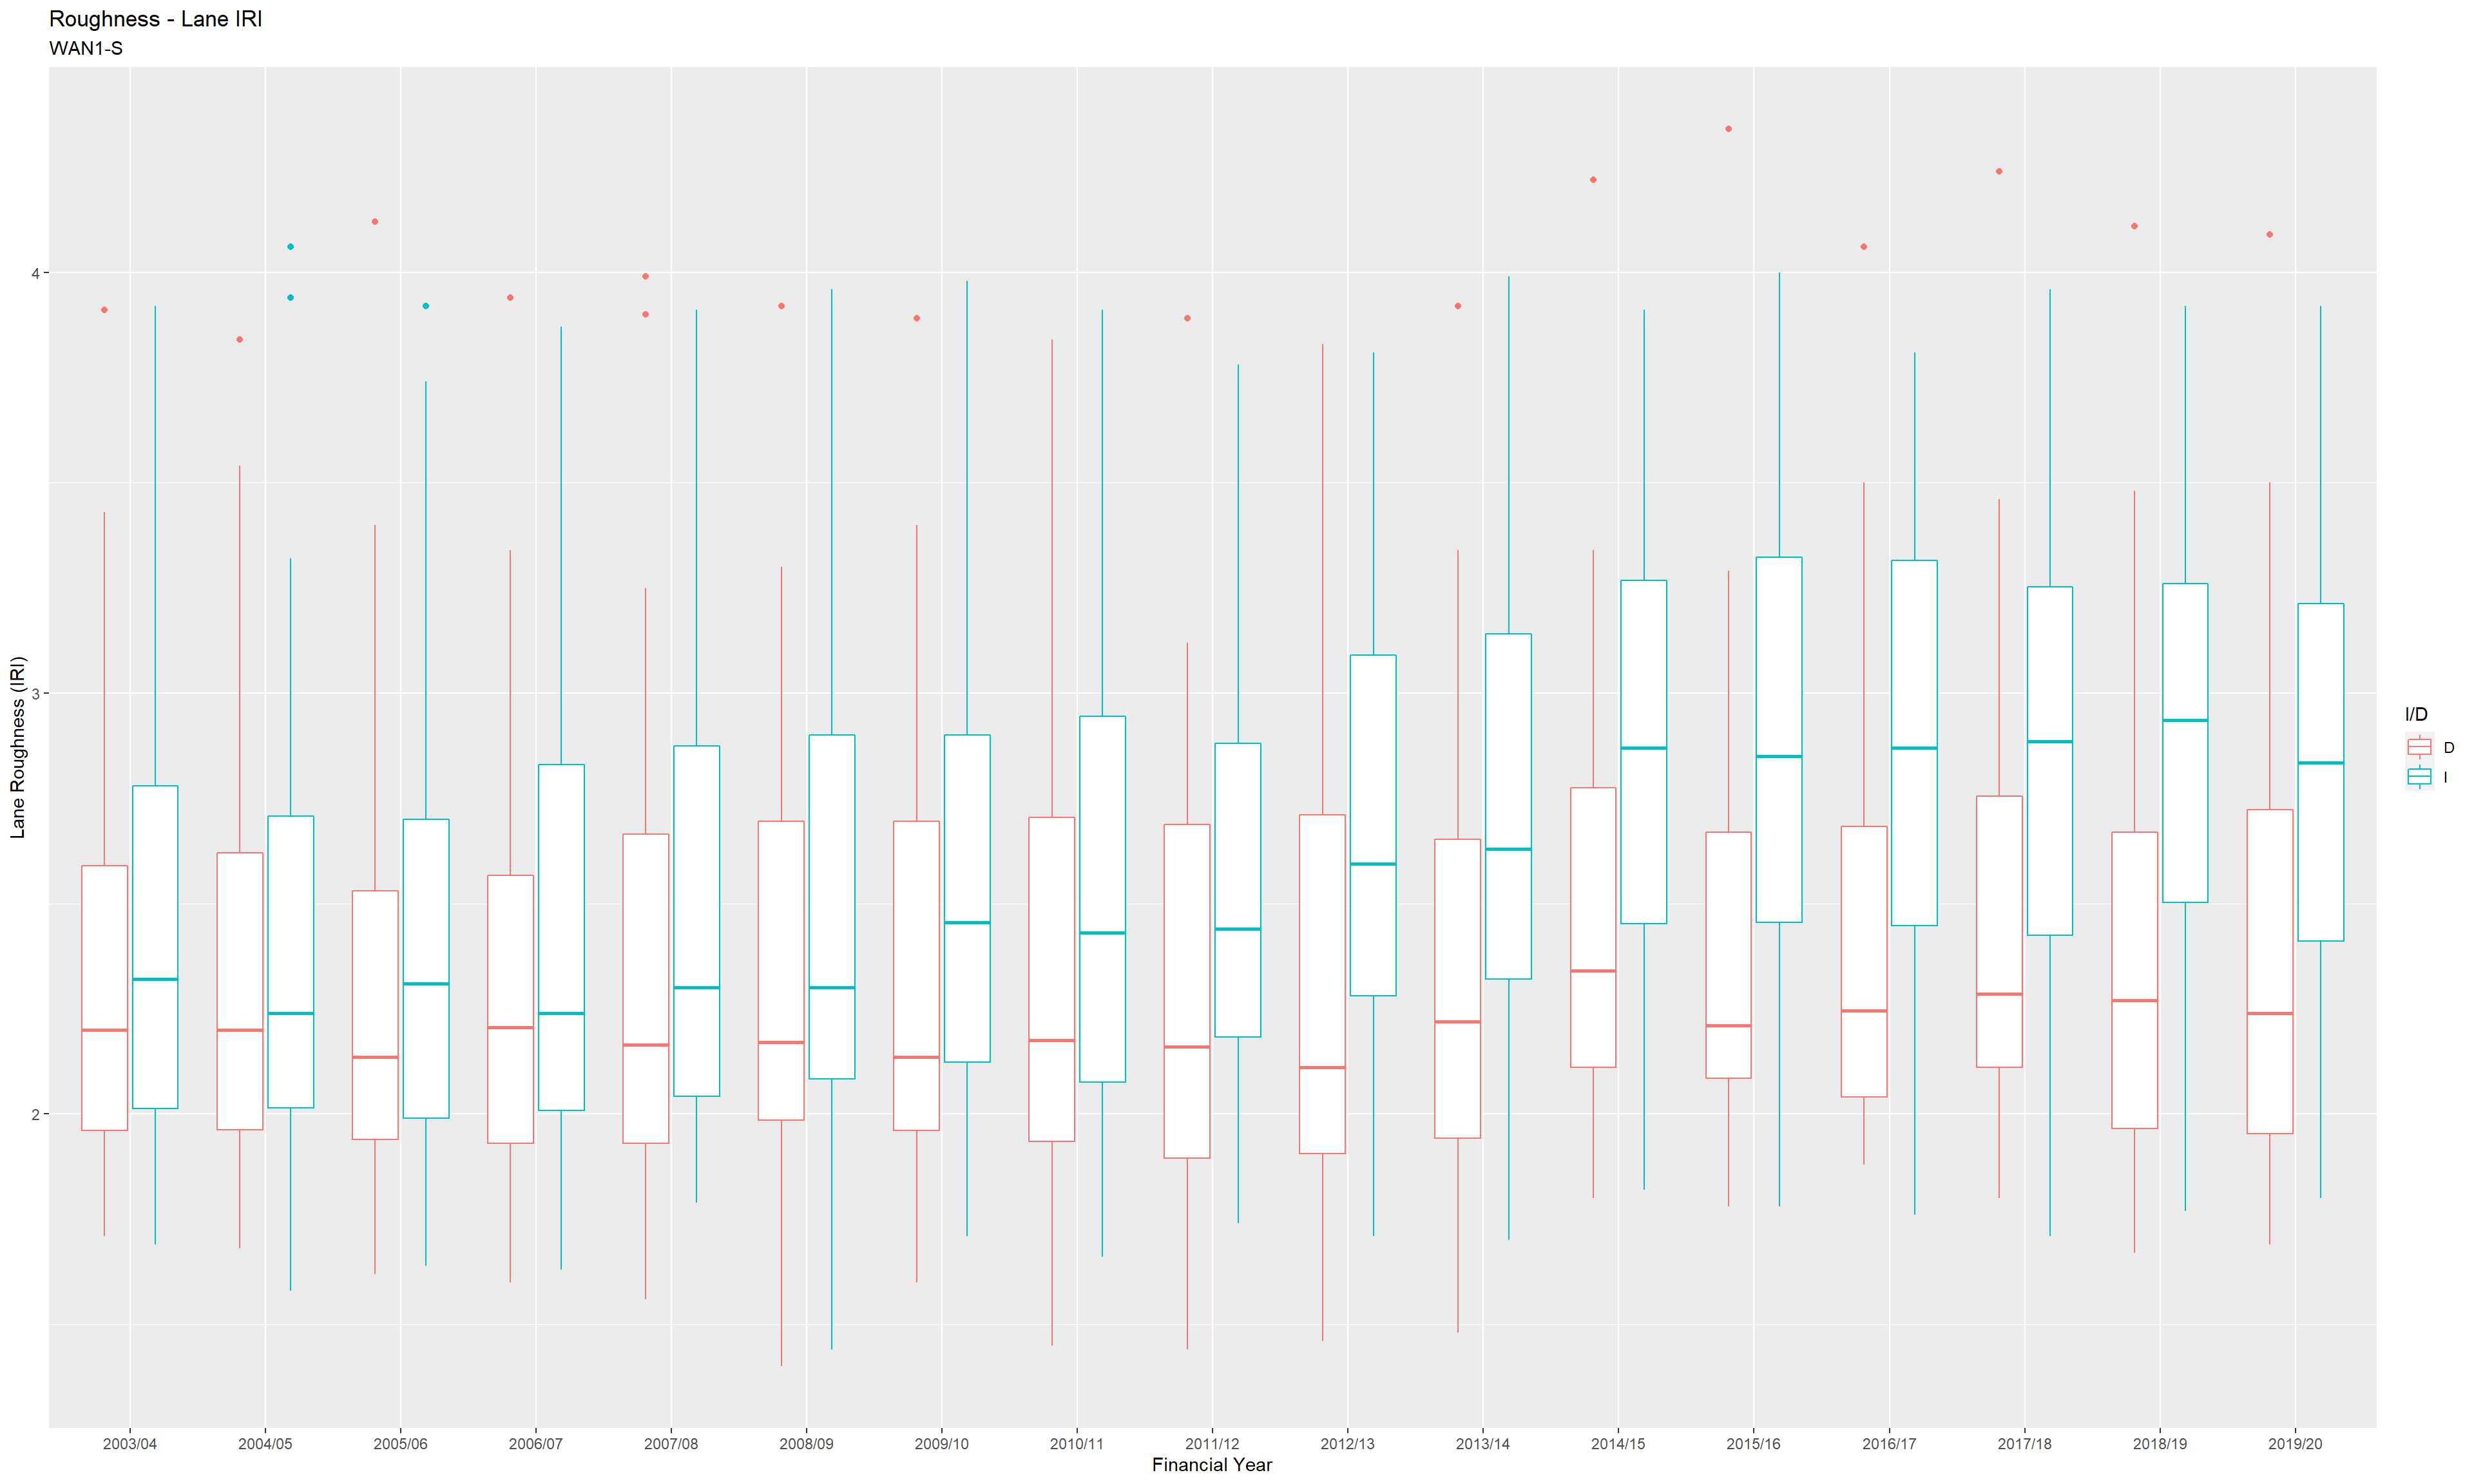 Roughness - Lane IRI
WAN1-S
Lane Roughness (IRI)
4
3
2
2003/04 2004/05 2005/06 2006/07 2007/08 2008/09 2009/10 2010/11 2011/12 2012/13 2013/14 2014/15 2015/16 2016/17 2017/18 2018/19 2019/20
Financial Year
I/D
D
I